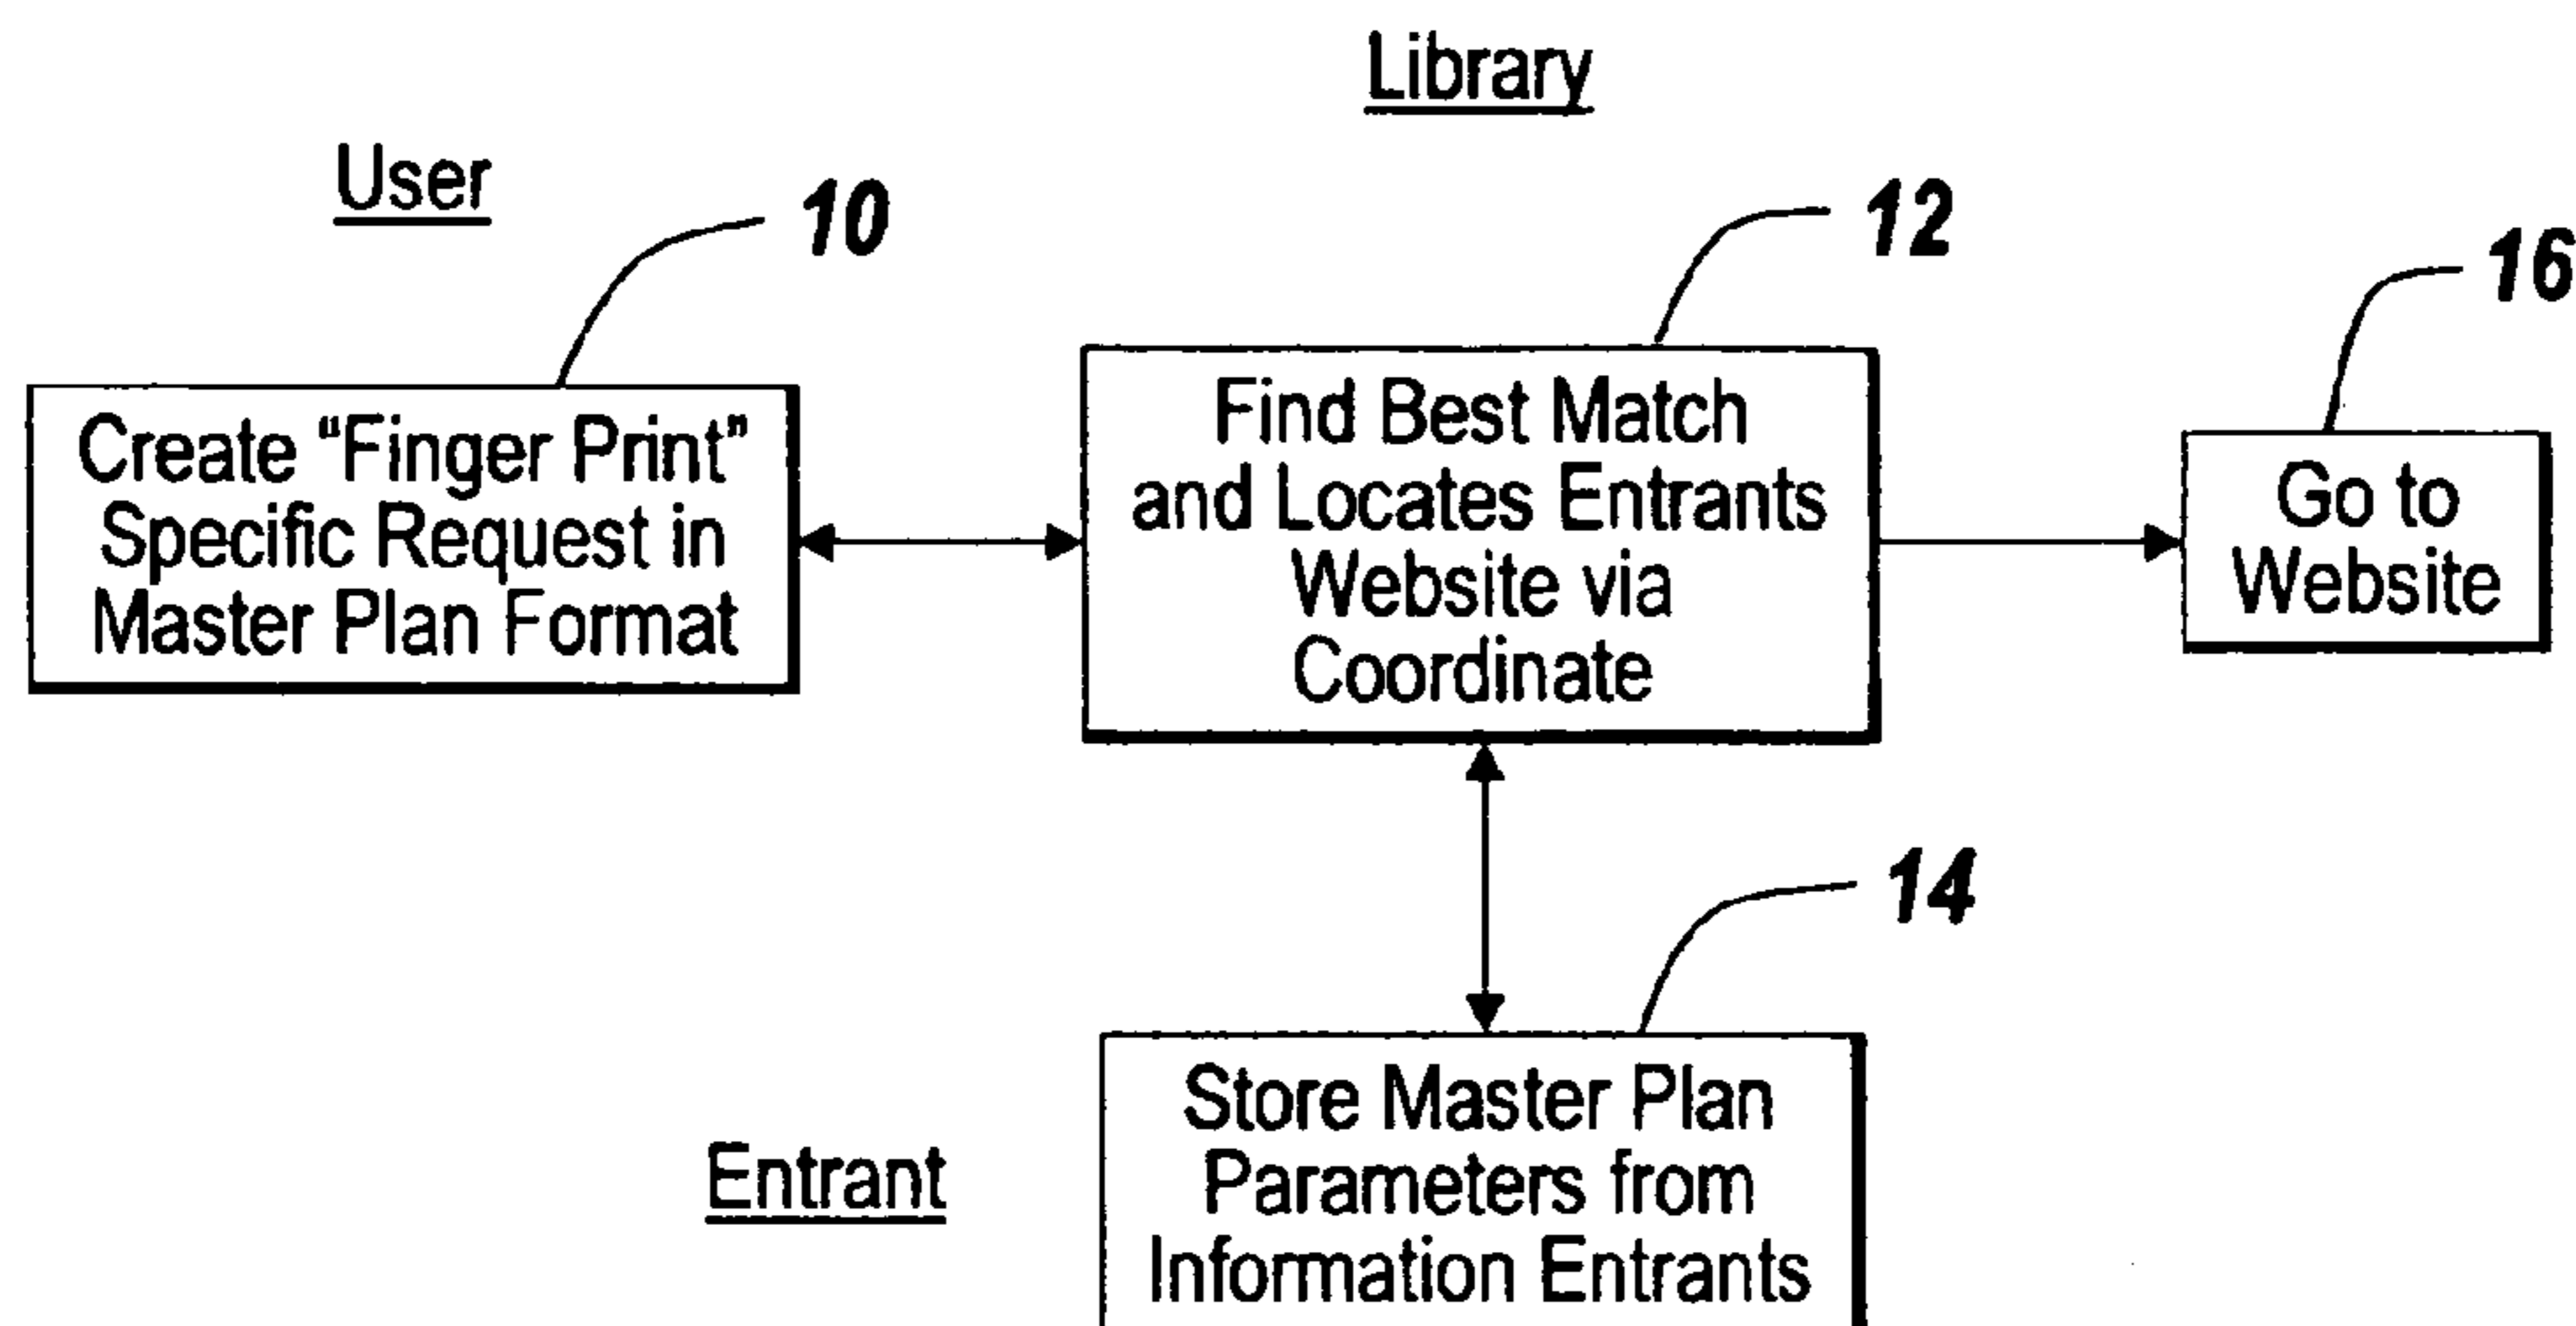 Library
User
10
12
16
Create “Finger Print”
Specific Request in
Master Plan Format
Find Best Match
and Locates Entrants
Website via
Coordinate
Go to
Website
14
Entrant
Store Master Plan
Parameters from
Information Entrants